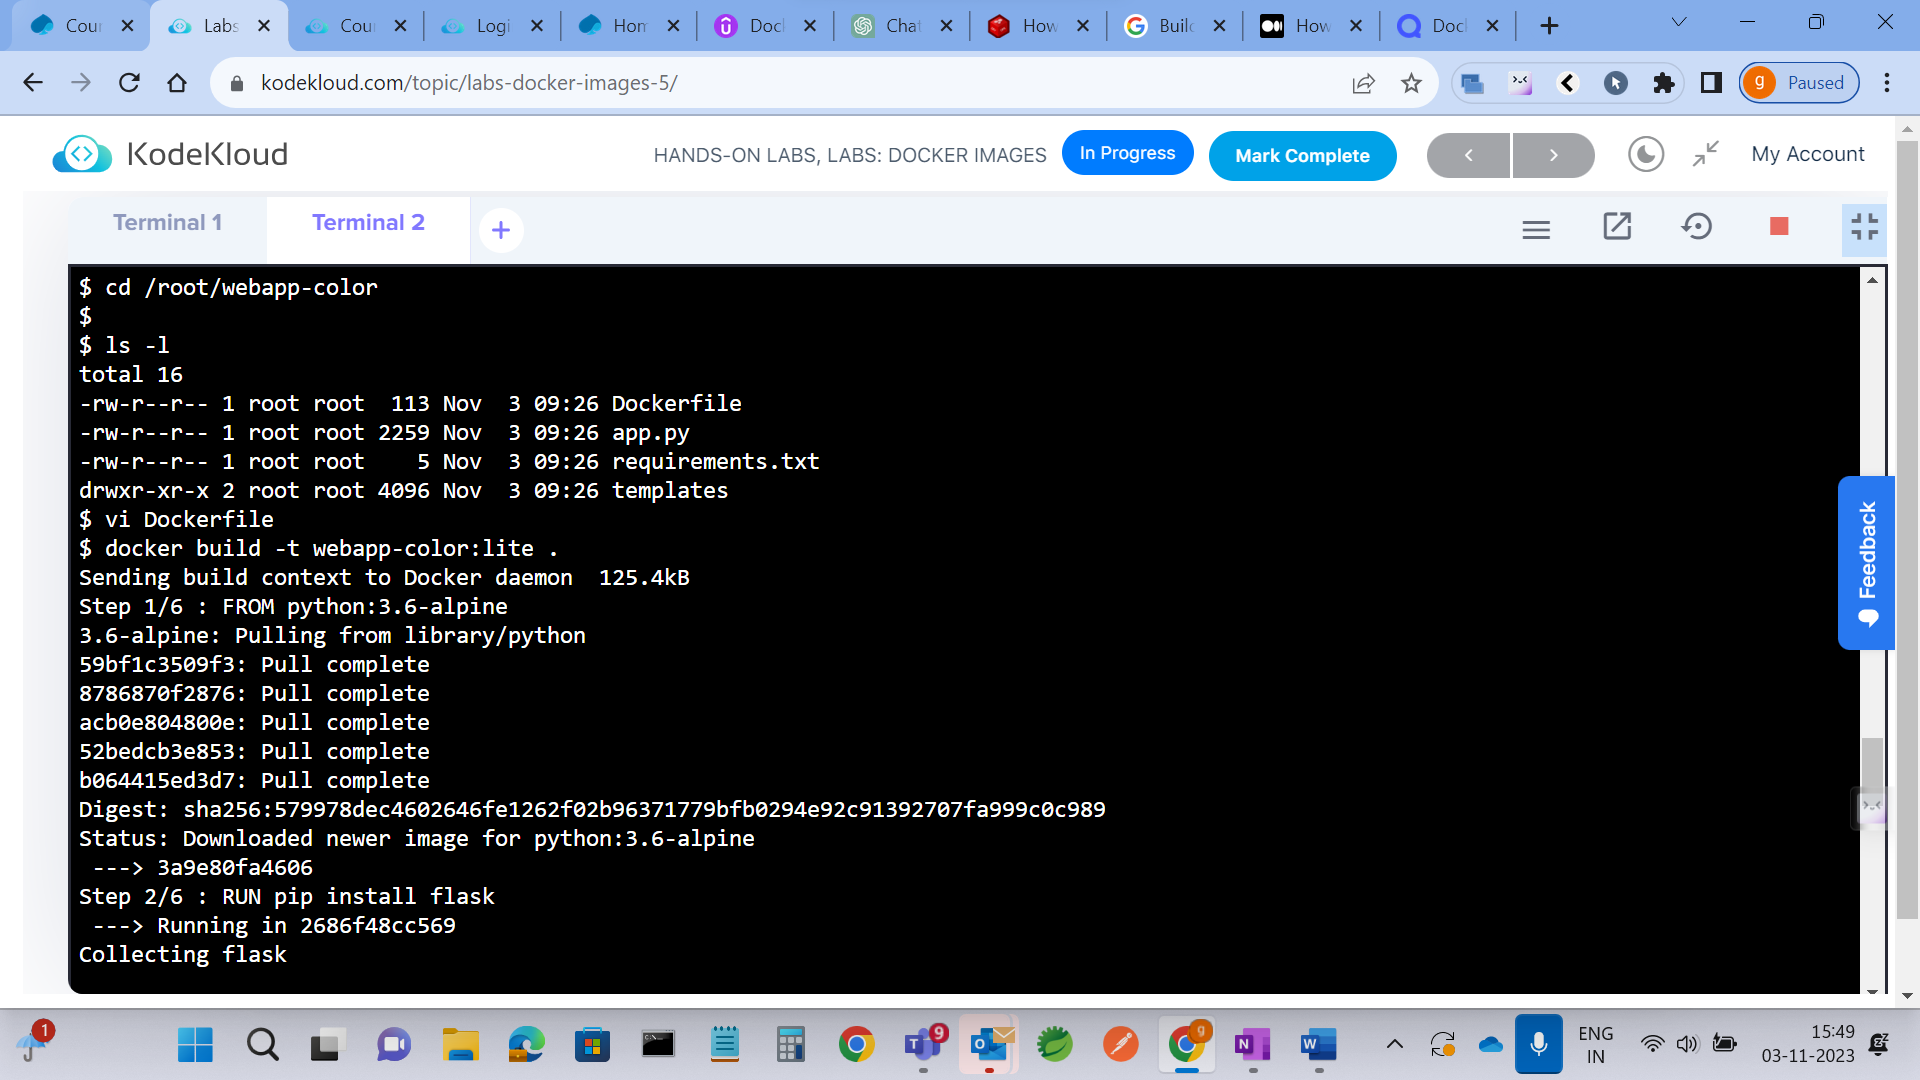 Cour
Labs
Cour
Logi
Hom
Doc
Chat
How
Build
How
Doc
kodekloud.com/topic/labs-docker-images-5/
g Paused
KodeKloud
HANDS-ON LABS, LABS: DOCKER IMAGES
In Progress
Mark Complete
My Account
Terminal 1
Terminal 2
$ cd /root/webapp-color
$
$ ls -l
total 16
-rw-r--r-- 1 root root  113 Nov  3 09:26 Dockerfile
-rw-r--r-- 1 root root 2259 Nov  3 09:26 app.py
-rw-r--r-- 1 root root    5 Nov  3 09:26 requirements.txt
drwxr-xr-x 2 root root 4096 Nov  3 09:26 templates
$ vi Dockerfile
$ docker build -t webapp-color:lite .
Sending build context to Docker daemon  125.4kB
Step 1/6 : FROM python:3.6-alpine
3.6-alpine: Pulling from library/python
59bf1c3509f3: Pull complete
8786870f2876: Pull complete
acb0e804800e: Pull complete
52bedcb3e853: Pull complete
b064415ed3d7: Pull complete
Digest: sha256:579978dec4602646fe1262f02b96371779bfb0294e92c91392707fa999c0c989
Status: Downloaded newer image for python:3.6-alpine
 ---> 3a9e80fa4606
Step 2/6 : RUN pip install flask
 ---> Running in 2686f48cc569
Collecting flask
Feedback
1
9
g
ENG
IN
15:49
03-11-2023